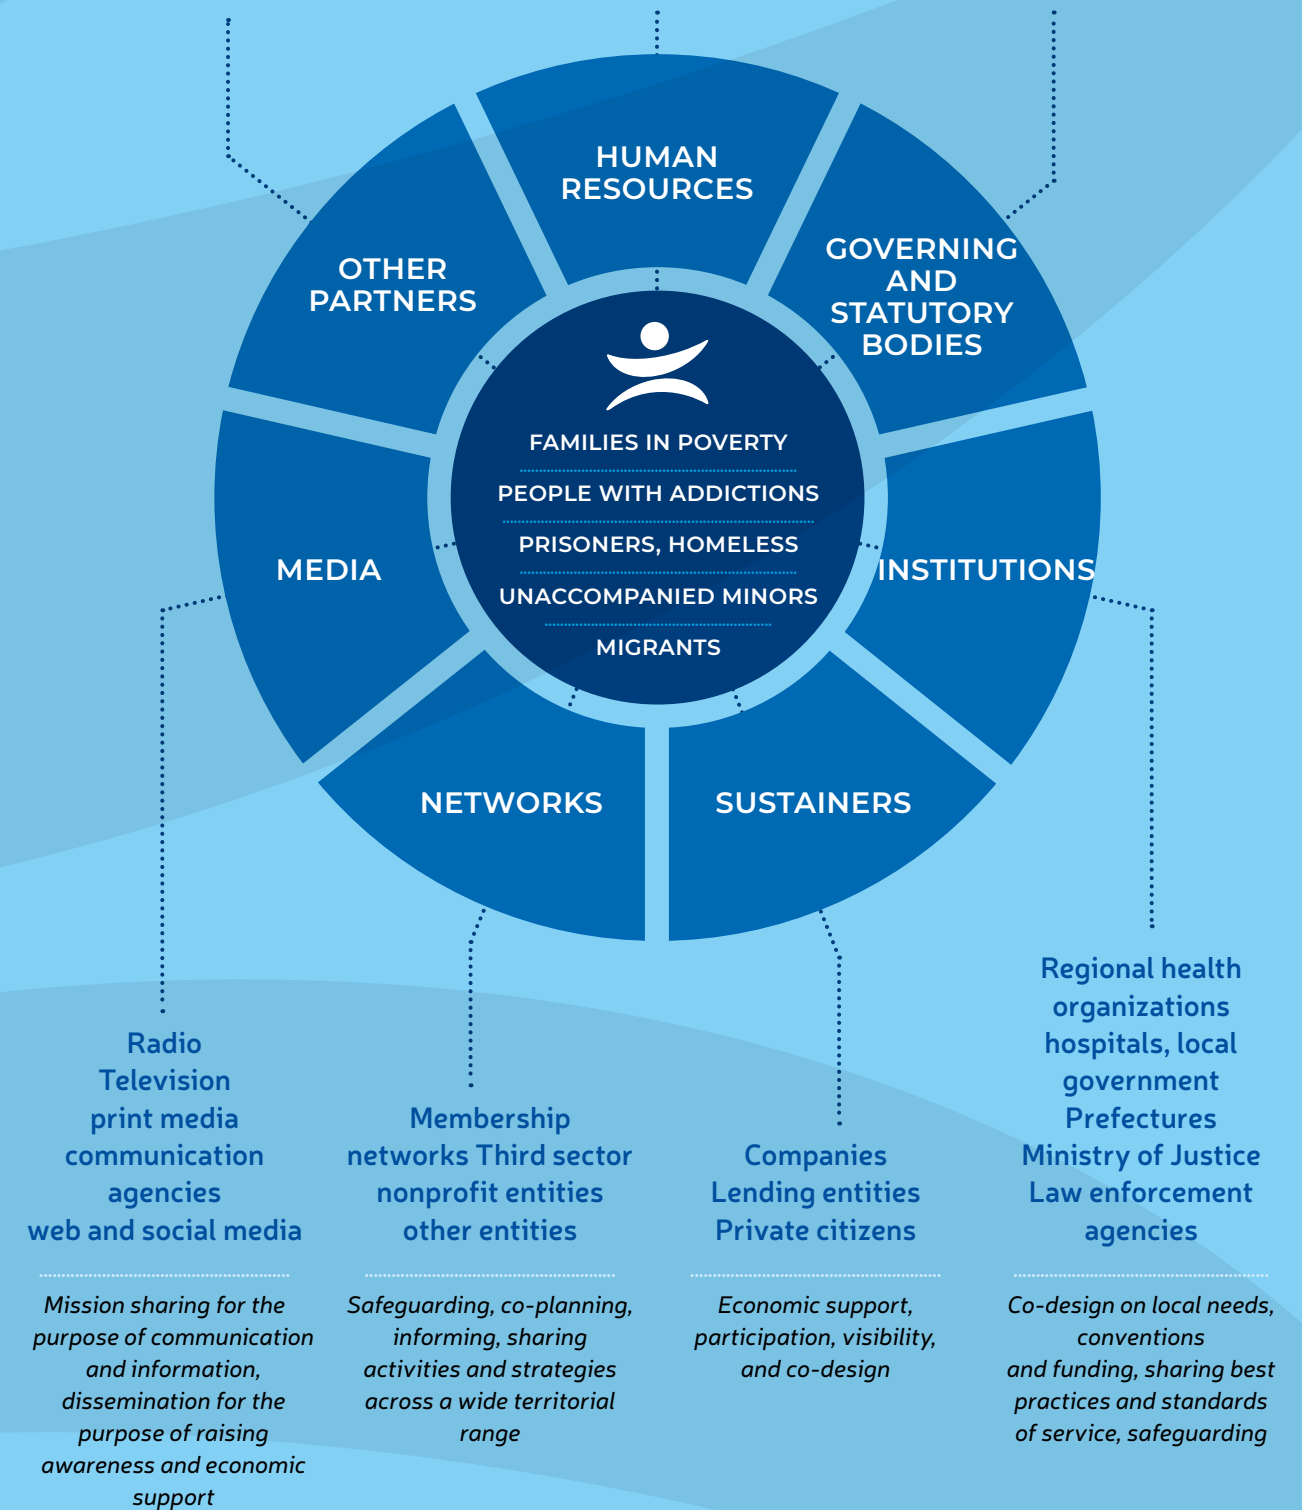 HUMAN
RESOURCES
GOVERNING
AND
STATUTORY
BODIES
OTHER
PARTNERS
FAMILIES IN POVERTY
PEOPLE WITH ADDICTIONS
PRISONERS, HOMELESS
UNACCOMPANIED MINORS
MIGRANTS
MEDIA
INSTITUTIONS
NETWORKS
SUSTAINERS
Radio
Television
print media
communication
agencies
web and social media
Mission sharing for the
purpose of communication
and information,
dissemination for the
purpose of raising
awareness and economic
support
Membership
networks Third sector
nonprofit entities
other entities
Safeguarding, co-planning,
informing, sharing
activities and strategies
across a wide territorial
range
Companies
Lending entities
Private citizens
Economic support,
participation, visibility,
and co-design
Regional health
organizations
hospitals, local
government
Prefectures
Ministry of Justice
Law enforcement
agencies
Co-design on local needs,
conventions
and funding, sharing best
practices and standards
of service, safeguarding